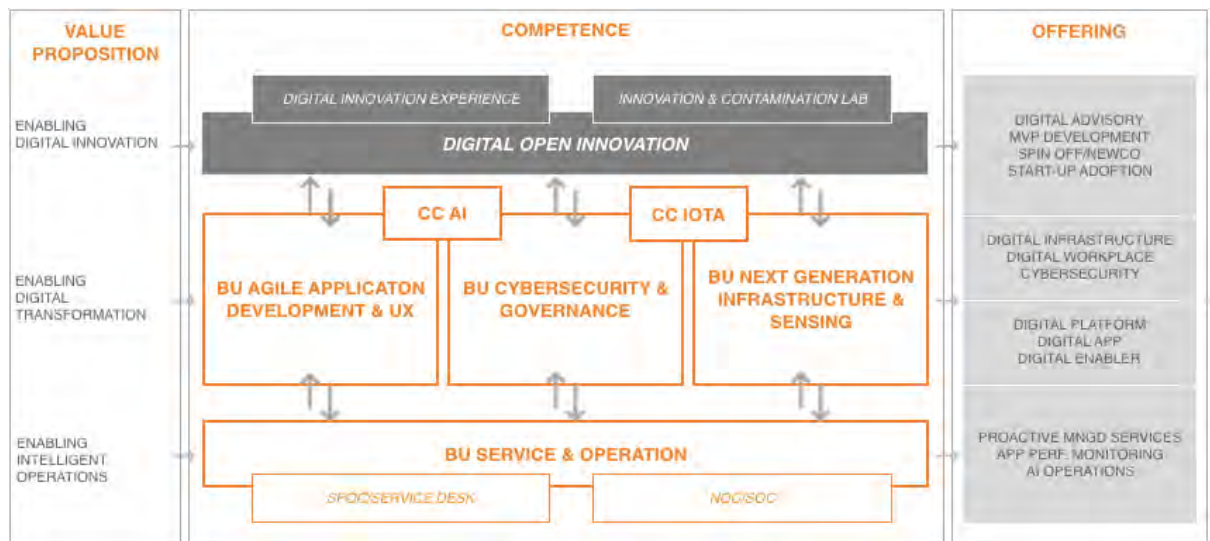 VALUE
PROPOSITION
COMPETENCE
OFFERING
ENABLING
DIGITAL INNOVATION
DIGITAL INNOVATION EXPERIENCE
INNOVATION & CONTAMINATION LAB
DIGITAL OPEN INNOVATION
DIGITAL ADVISORY
MVP DEVELOPMENT
SPIN OFF/NEWCO
START-UP ADOPTION
CC AI
CC IOTA
ENABLING
DIGITAL
TRANSFORMATION
BU AGILE APPLICATON
DEVELOPMENT & UX
BU CYBERSECURITY &
GOVERNANCE
BU NEXT GENERATION
INFRASTRUCTURE &
SENSING
DIGITAL INFRASTRUCTURE
DIGITAL WORKPLACE
CYBERSECURITY
DIGITAL PLATFORM
DIGITAL APP
DIGITAL ENABLER
ENABLING
INTELLIGENT
OPERATIONS
BU SERVICE & OPERATION
SPOC/SERVICE DESK
NOC/SOC
PROACTIVE MNGD SERVICES
APP PERF. MONITORING
AI OPERATIONS